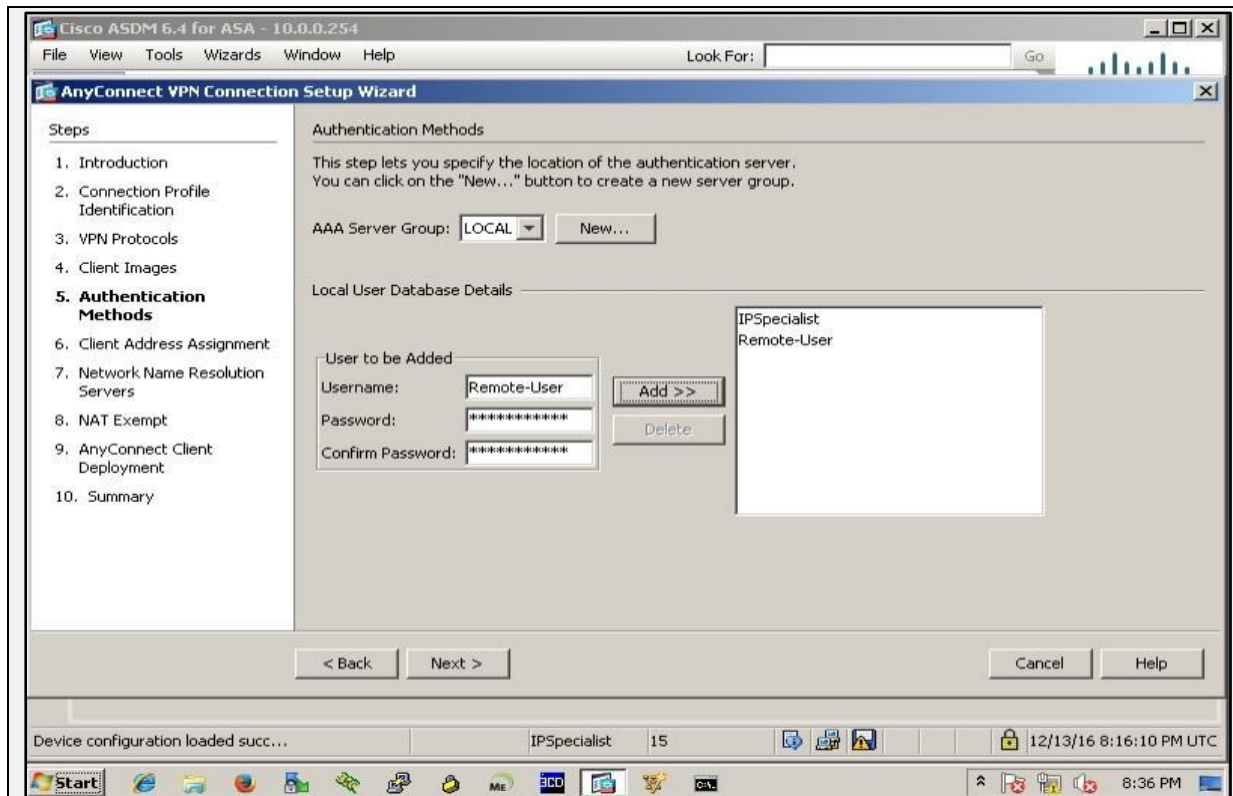 Cisco ASDM 6.4 for ASA - 10.0.0.254
File View Tools Wizards Window Help Look For: Go
AnyConnect VPN Connection Setup Wizard
Steps
1. Introduction
2. Connection Profile
Identification
3. VPN Protocols
4. Client Images
5. Authentication
Methods
6. Client Address Assignment
7. Network Name Resolution
Servers
8. NAT Exempt
9. AnyConnect Client
Deployment
10. Summary
Authentication Methods
This step lets you specify the location of the authentication server.
You can click on the "New..." button to create a new server group.
AAA Server Group: LOCAL New...
Local User Database Details
User to be Added
Username: Remote-User
Password: ***********
Confirm Password: ***********
Add >>
Delete
IPSpecialist
Remote-User
< Back Next > Cancel Help
Device configuration loaded succ... IPSpecialist 15 12/13/16 8:16:10 PM UTC
Start ME 3CD C:\ 8:36 PM